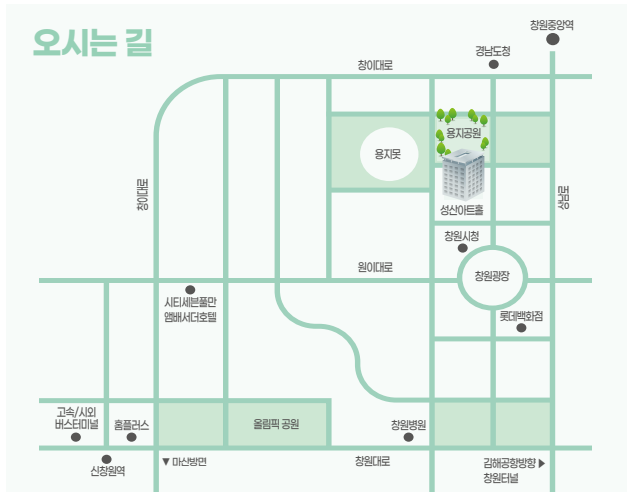 오시는 길
창원중앙역
경남도청
창이대로
용지공원
용지못
창이대로
성산아트홀
상남로
창원시청
원이대로
창원광장
시티세븐풀만
앰배서더호텔
롯데백화점
고속/시외
버스터미널
홈플러스
올림픽 공원
창원병원
신창원역
▼ 마산방면
창원대로
김해공항방향 ▶
창원터널